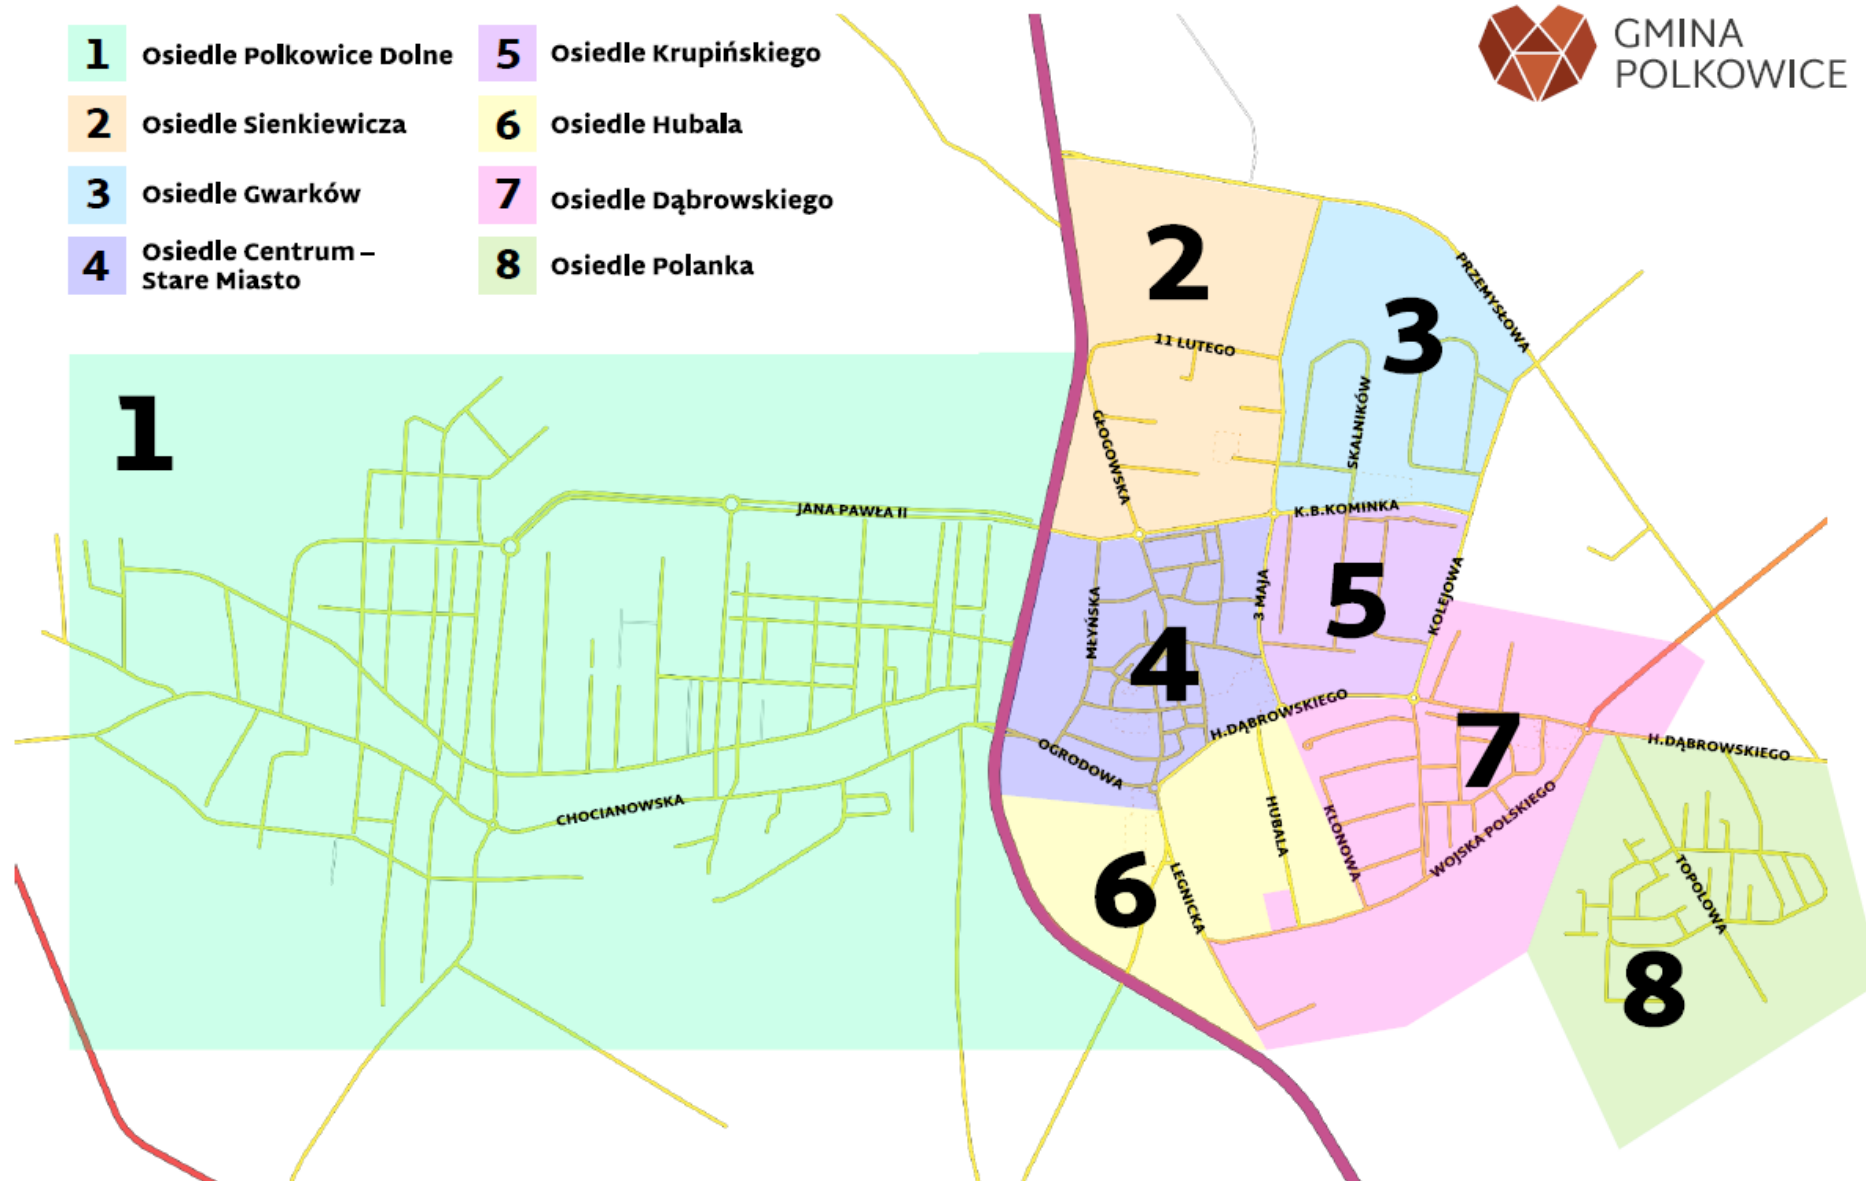 1 Osiedle Polkowice Dolne
2 Osiedle Sienkiewicza
3 Osiedle Gwarków
4 Osiedle Centrum –
Stare Miasto
5 Osiedle Krupińskiego
6 Osiedle Hubala
7 Osiedle Dąbrowskiego
8 Osiedle Polanka
GMINA
POLKOWICE
1
2
3
4
5
6
7
8
PRZEMYSŁOWA
11 LUTEGO
GŁOGOWSKA
SKALNIKÓW
JANA PAWŁA II
K.B.KOMINKA
MŁYŃSKA
3 MAJA
KOLEJOWA
H.DĄBROWSKIEGO
OGRODOWA
H.DĄBROWSKIEGO
CHOCIANOWSKA
HUBALA
KLONOWA
WOJSKA POLSKIEGO
LEGNICKA
TOPOLOWA